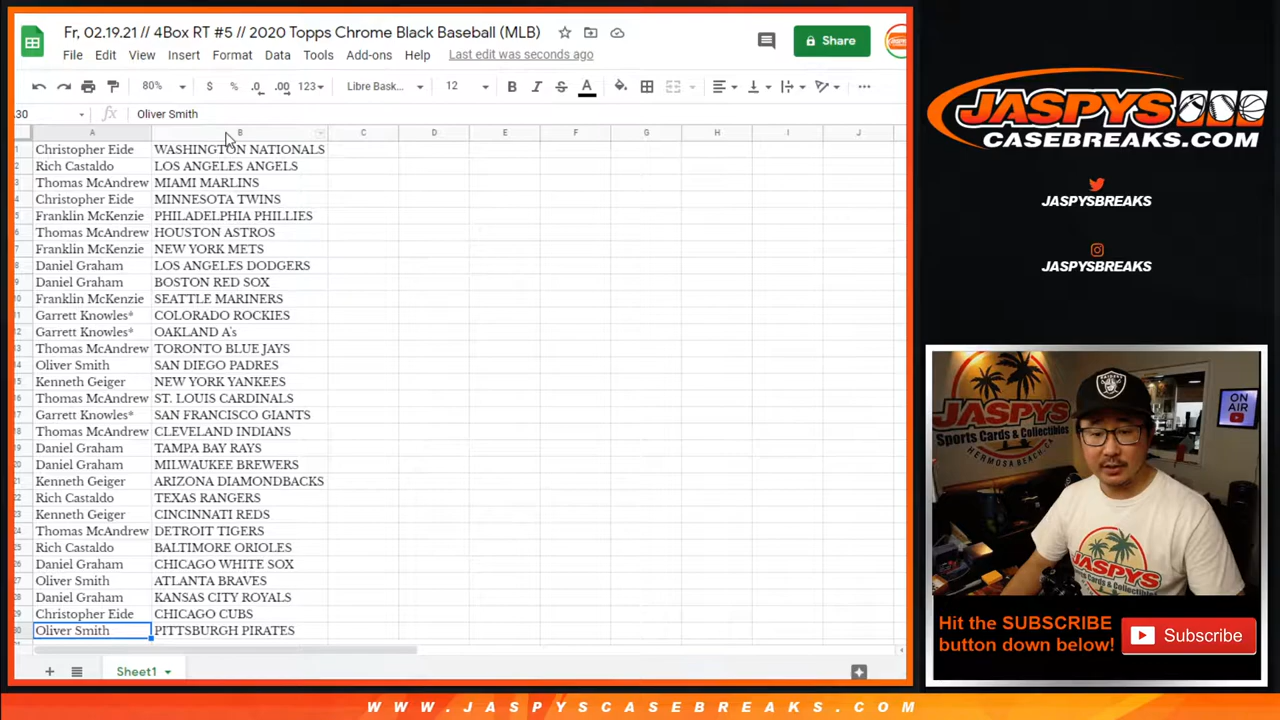 Fr, 02.19.21 // 4Box RT #5 // 2020 Topps Chrome Black Baseball (MLB)
File Edit View Insert Format Data Tools Add-ons Help Last edit was seconds ago
Share
80% $ % .0 .00 123 Libre Bask... 12 B I S A
30 fx Oliver Smith
A B C D E F G H I J
1 Christopher Eide WASHINGTON NATIONALS
2 Rich Castaldo LOS ANGELES ANGELS
3 Thomas McAndrew MIAMI MARLINS
4 Christopher Eide MINNESOTA TWINS
5 Franklin McKenzie PHILADELPHIA PHILLIES
6 Thomas McAndrew HOUSTON ASTROS
7 Franklin McKenzie NEW YORK METS
8 Daniel Graham LOS ANGELES DODGERS
9 Daniel Graham BOSTON RED SOX
10 Franklin McKenzie SEATTLE MARINERS
11 Garrett Knowles* COLORADO ROCKIES
12 Garrett Knowles* OAKLAND A's
13 Thomas McAndrew TORONTO BLUE JAYS
14 Oliver Smith SAN DIEGO PADRES
15 Kenneth Geiger NEW YORK YANKEES
16 Thomas McAndrew ST. LOUIS CARDINALS
17 Garrett Knowles* SAN FRANCISCO GIANTS
18 Thomas McAndrew CLEVELAND INDIANS
19 Daniel Graham TAMPA BAY RAYS
20 Daniel Graham MILWAUKEE BREWERS
21 Kenneth Geiger ARIZONA DIAMONDBACKS
22 Rich Castaldo TEXAS RANGERS
23 Kenneth Geiger CINCINNATI REDS
24 Thomas McAndrew DETROIT TIGERS
25 Rich Castaldo BALTIMORE ORIOLES
26 Daniel Graham CHICAGO WHITE SOX
27 Oliver Smith ATLANTA BRAVES
28 Daniel Graham KANSAS CITY ROYALS
29 Christopher Eide CHICAGO CUBS
30 Oliver Smith PITTSBURGH PIRATES
Sheet1
JASPYS
CASEBREAKS.COM
JASPYSBREAKS
JASPYSBREAKS
JASPYS
Sports Cards & Collectibles
HERMOSA BEACH, CA
RAIDERS
ON AIR
JASPYS
Hit the SUBSCRIBE
button down below!
Subscribe
WWW.JASPYSCASEBREAKS.COM